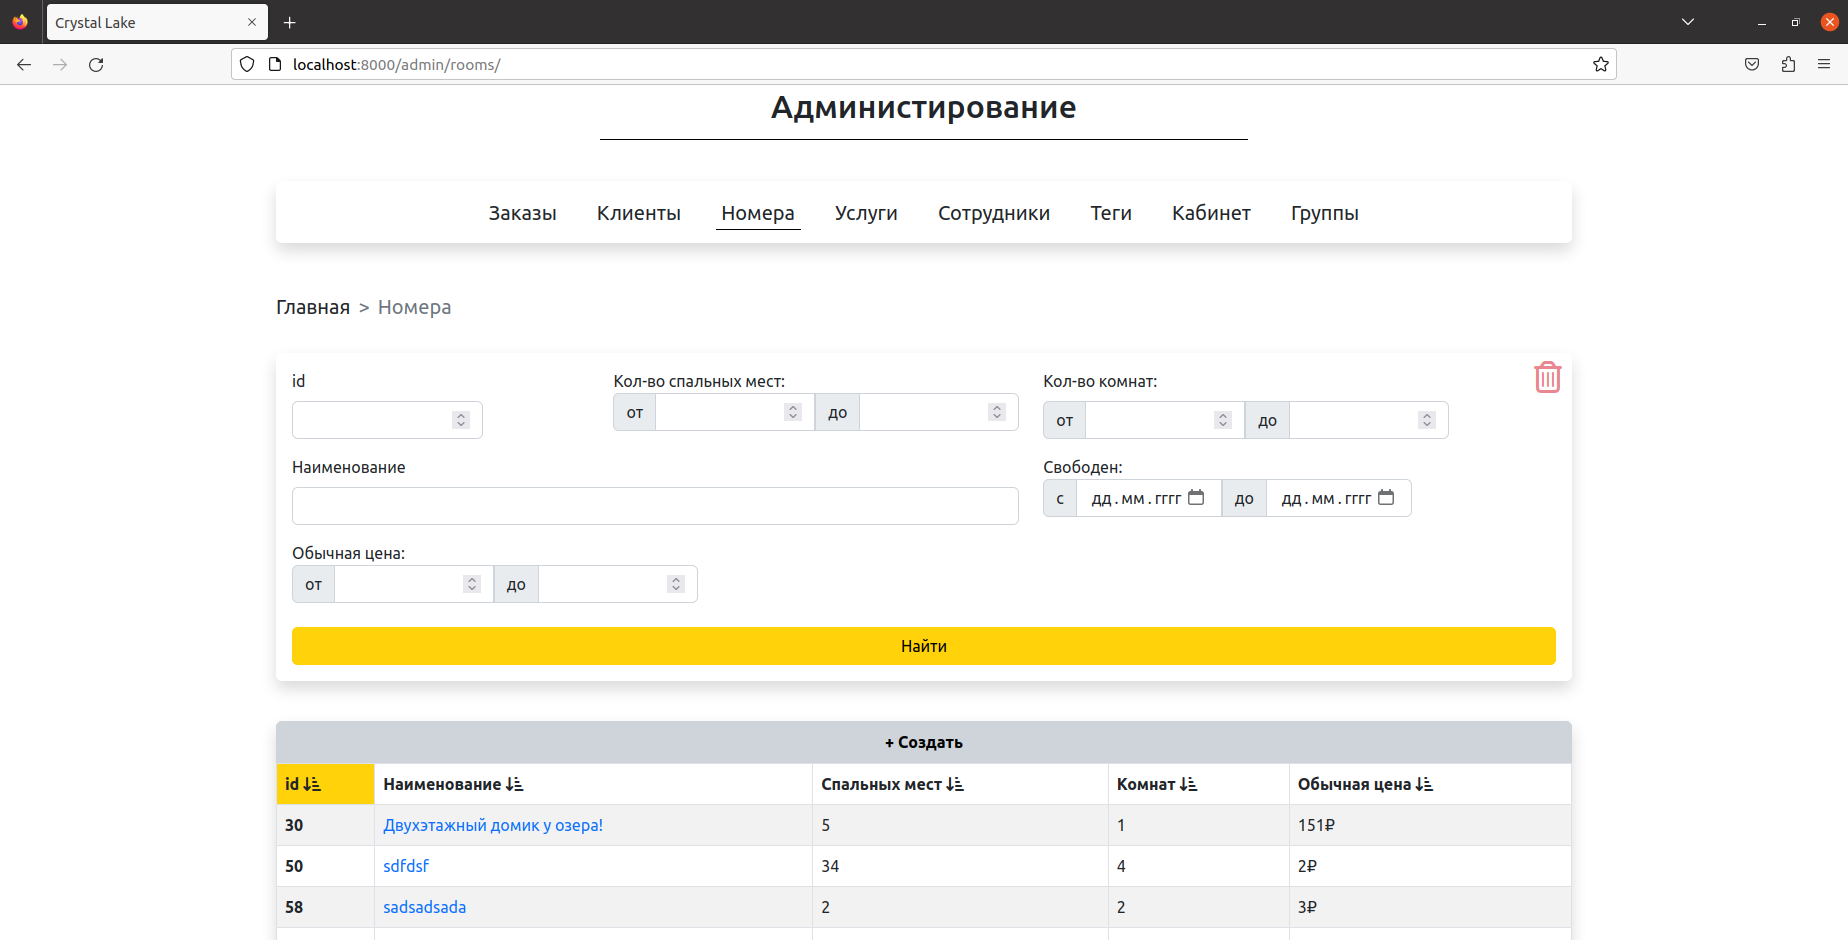 Crystal Lake
localhost:8000/admin/rooms/
Администирование
Заказы Клиенты Номера Услуги Сотрудники Теги Кабинет Группы
Главная > Номера
id Кол-во спальных мест: Кол-во комнат:
от до от до
Наименование Свободен:
с дд.мм.гггг до дд.мм.гггг
Обычная цена:
от до
Найти
+ Создать
id Наименование Спальных мест Комнат Обычная цена
30 Двухэтажный домик у озера! 5 1 151₽
50 sdfdsf 34 4 2₽
58 sadsadsada 2 2 3₽